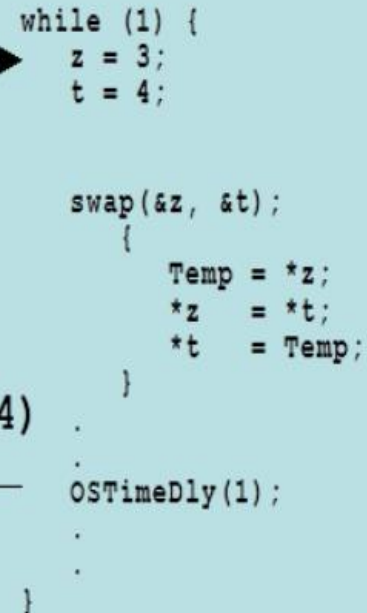 while (1) {
z = 3;
t = 4;
swap(&z, &t);
{
Temp = *z;
*z = *t;
*t = Temp;
}
4) .
.
OSTimeDly(1);
.
.
}